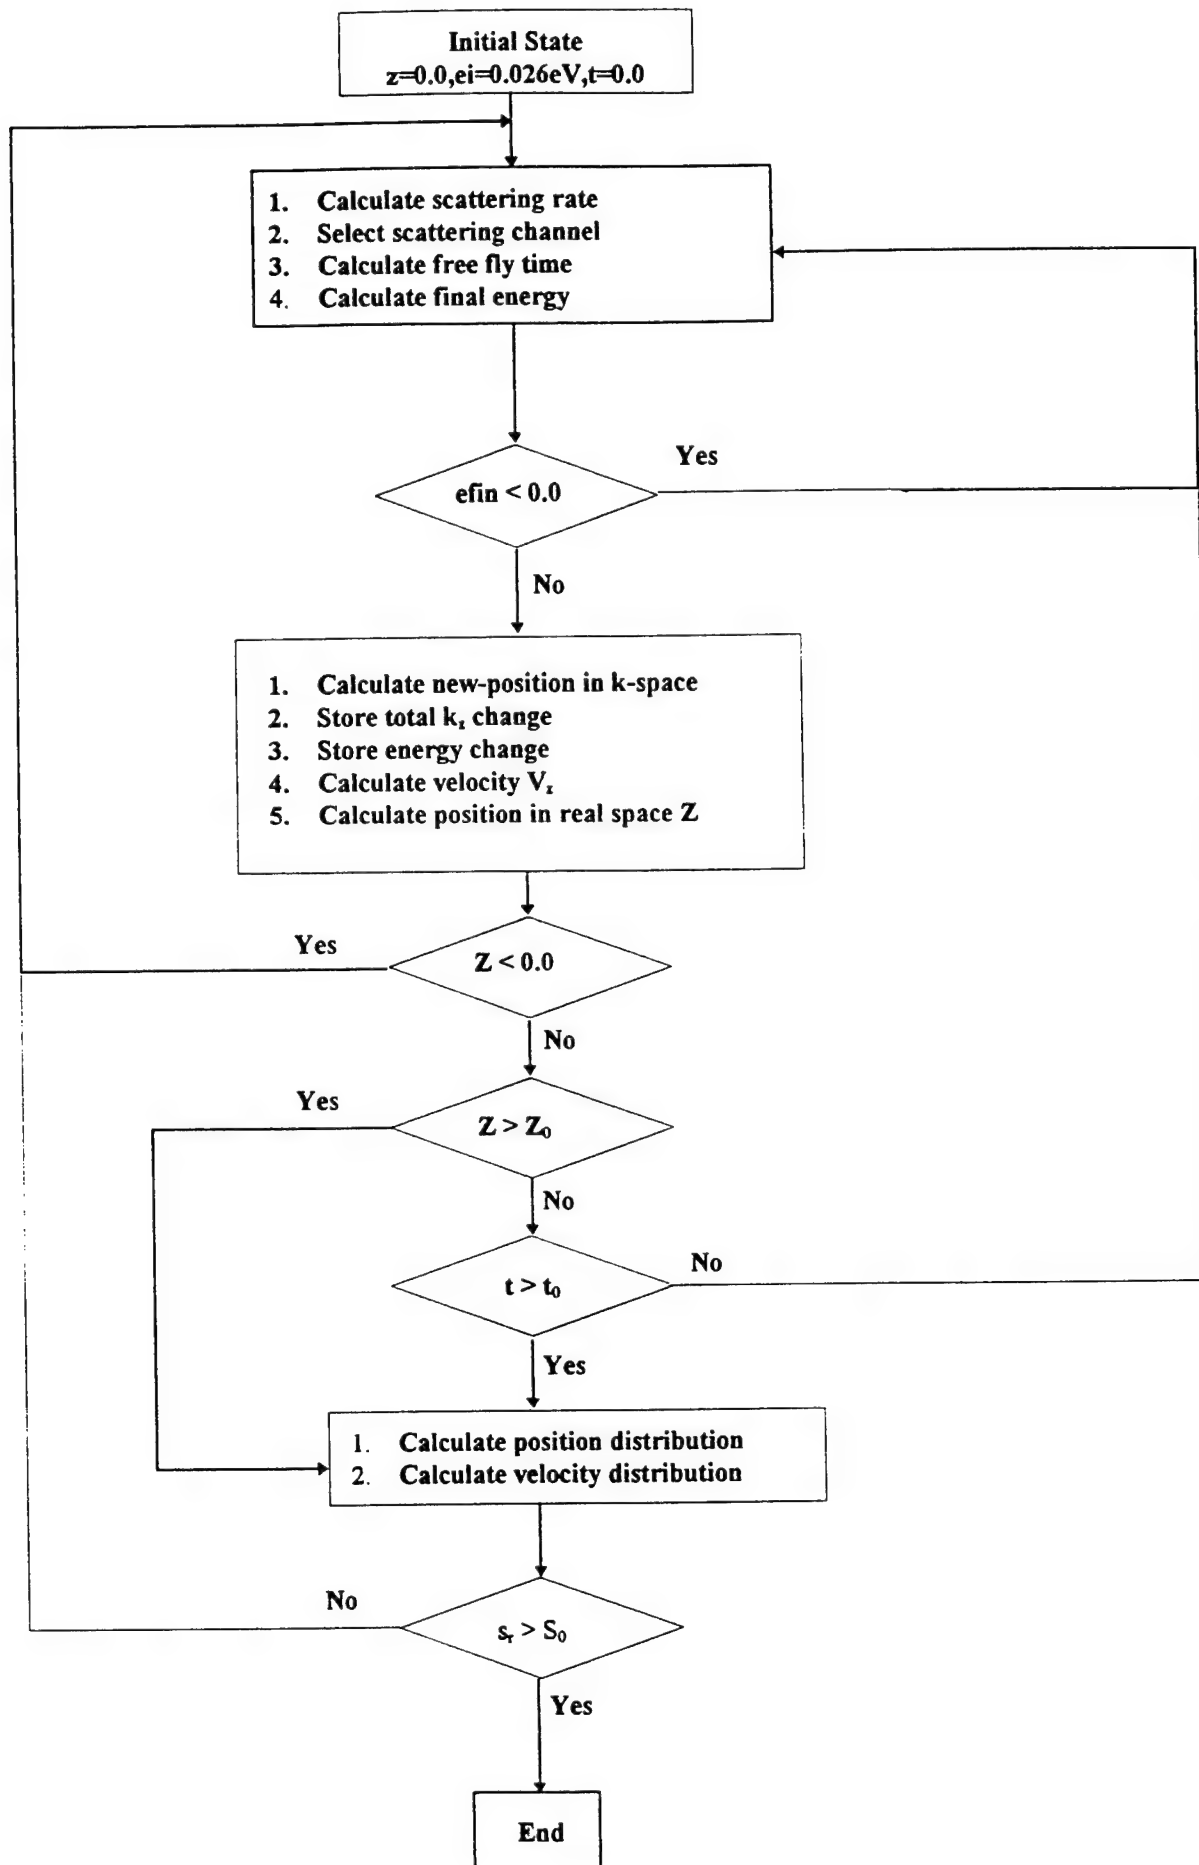 Initial State
z=0.0,ei=0.026eV,t=0.0
1. Calculate scattering rate
2. Select scattering channel
3. Calculate free fly time
4. Calculate final energy
efin < 0.0
Yes
No
1. Calculate new-position in k-space
2. Store total k_z change
3. Store energy change
4. Calculate velocity V_z
5. Calculate position in real space Z
Yes
Z < 0.0
No
Yes
Z > Z₀
No
t > t₀
No
Yes
1. Calculate position distribution
2. Calculate velocity distribution
No
s_r > S₀
Yes
End